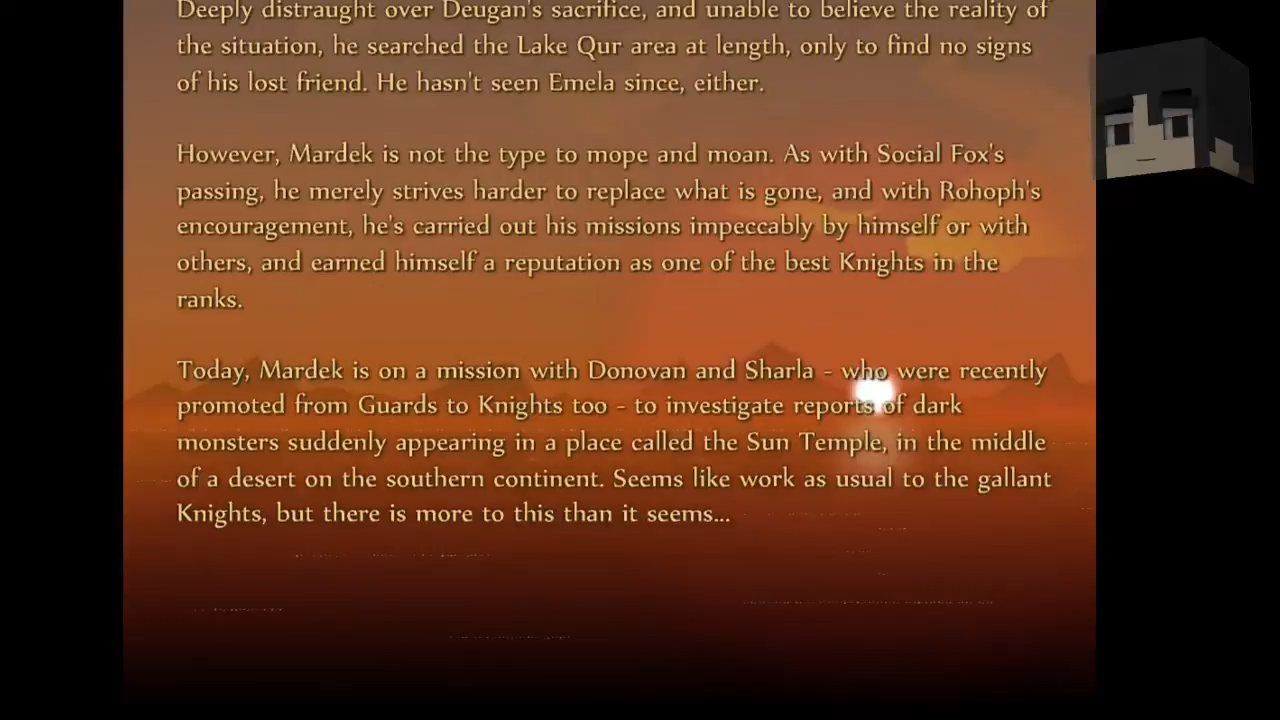 Deeply distraught over Deugan's sacrifice, and unable to believe the reality of
the situation, he searched the Lake Qur area at length, only to find no signs
of his lost friend. He hasn't seen Emela since, either.
However, Mardek is not the type to mope and moan. As with Social Fox's
passing, he merely strives harder to replace what is gone, and with Rohoph's
encouragement, he's carried out his missions impeccably by himself or with
others, and earned himself a reputation as one of the best Knights in the
ranks.
Today, Mardek is on a mission with Donovan and Sharla - who were recently
promoted from Guards to Knights too - to investigate reports of dark
monsters suddenly appearing in a place called the Sun Temple, in the middle
of a desert on the southern continent. Seems like work as usual to the gallant
Knights, but there is more to this than it seems...